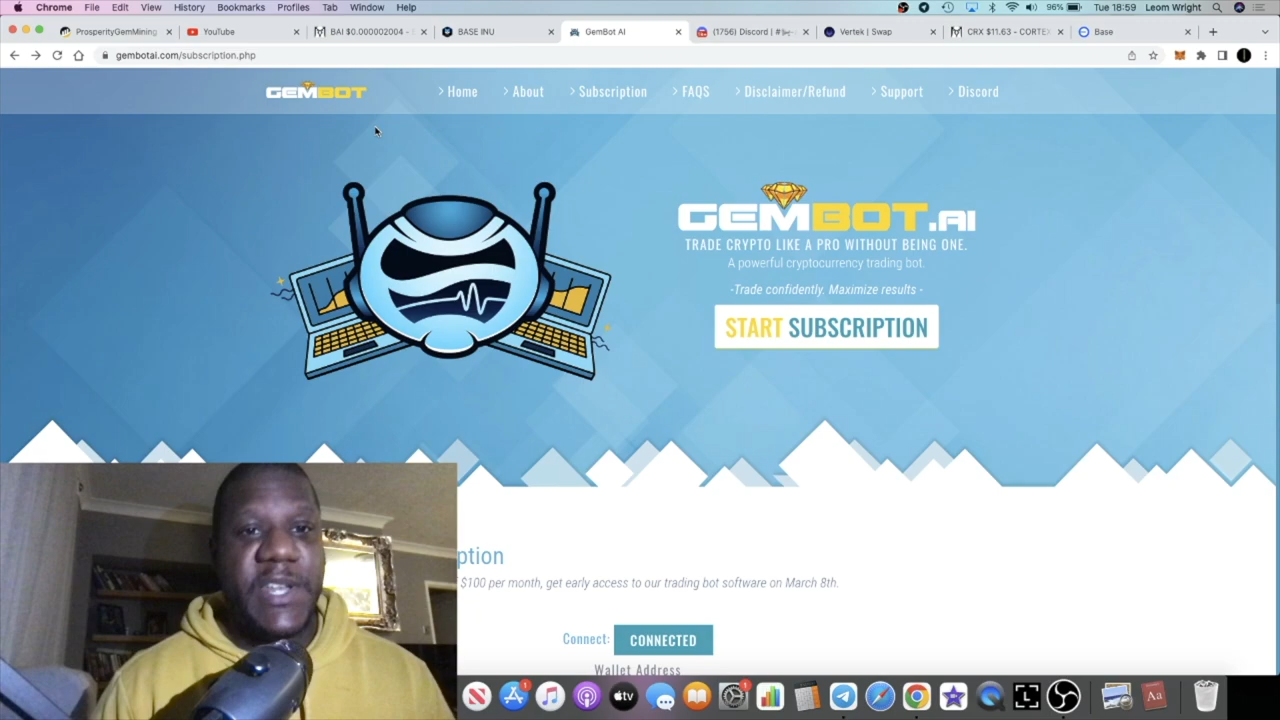 Chrome File Edit View History Bookmarks Profiles Tab Window Help
96% Tue 18:59 Leom Wright
ProsperityGemMining
YouTube
BAI $0.000002004 -
BASE INU
GemBot AI
(1756) Discord | #
Vertek | Swap
CRX $11.63 - CORTEX
Base
gembotai.com/subscription.php
GEMBOT
Home
About
Subscription
FAQS
Disclaimer/Refund
Support
Discord
GEMBOT.AI
TRADE CRYPTO LIKE A PRO WITHOUT BEING ONE.
A powerful cryptocurrency trading bot.
-Trade confidently. Maximize results -
START SUBSCRIPTION
ption
$100 per month, get early access to our trading bot software on March 8th.
Connect: CONNECTED
Wallet Address
tv
Aa